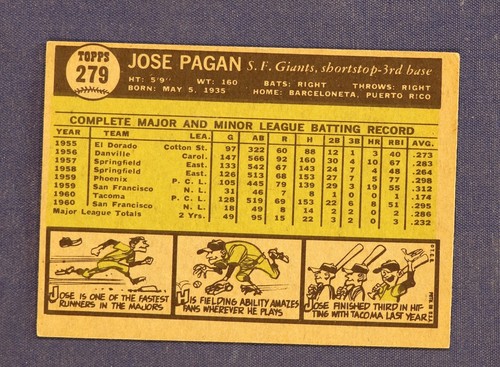 TOPPS
279
JOSE PAGAN S. F. Giants, shortstop-3rd base
HT: 5'9" WT: 160 BATS: RIGHT THROWS: RIGHT
BORN: MAY 5, 1935 HOME: BARCELONETA, PUERTO RICO
COMPLETE MAJOR AND MINOR LEAGUE BATTING RECORD
YEAR TEAM LEA. G AB R H 2B 3B HR RBI AVG.
1955 El Dorado Cotton St. 97 322 60 88 12 1 3 40 .273
1956 Danville Carol. 147 566 92 160 30 4 10 67 .283
1957 Springfield East. 133 542 67 143 24 7 4 48 .264
1958 Springfield East. 126 513 68 153 27 7 5 77 .298
1959 Phoenix P. C. L. 105 445 79 139 29 3 19 55 .312
1959 San Francisco N. L. 31 46 7 8 1 0 0 1 .174
1960 Tacoma P. C. L. 128 519 69 153 22 6 8 51 .295
1960 San Francisco N. L. 18 49 8 14 2 2 0 2 .286
Major League Totals 2 Yrs. 49 95 15 22 3 2 0 3 .232
JOSE IS ONE OF THE FASTEST
RUNNERS IN THE MAJORS
JIS FIELDING ABILITY AMAZES
FANS WHEREVER HE PLAYS
JOSE FINISHED THIRD IN HIT-
TING WITH TACOMA LAST YEAR